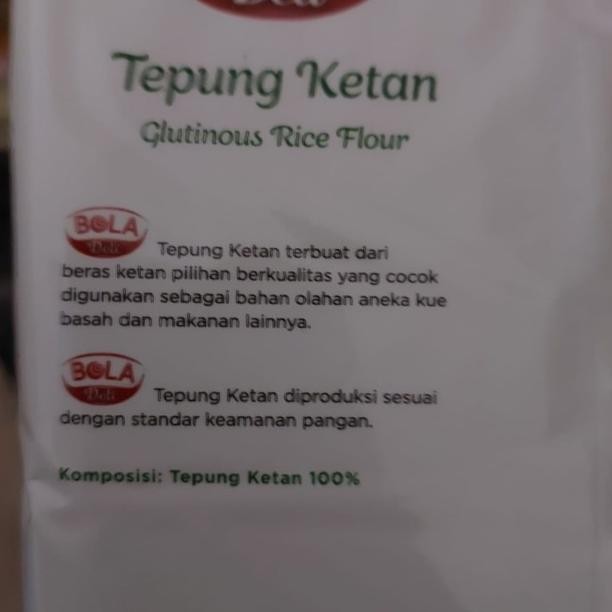 Deli
Tepung Ketan
Glutinous Rice Flour
BOLA
Deli Tepung Ketan terbuat dari
beras ketan pilihan berkualitas yang cocok
digunakan sebagai bahan olahan aneka kue
basah dan makanan lainnya.
BOLA
Deli Tepung Ketan diproduksi sesuai
dengan standar keamanan pangan.
Komposisi: Tepung Ketan 100%